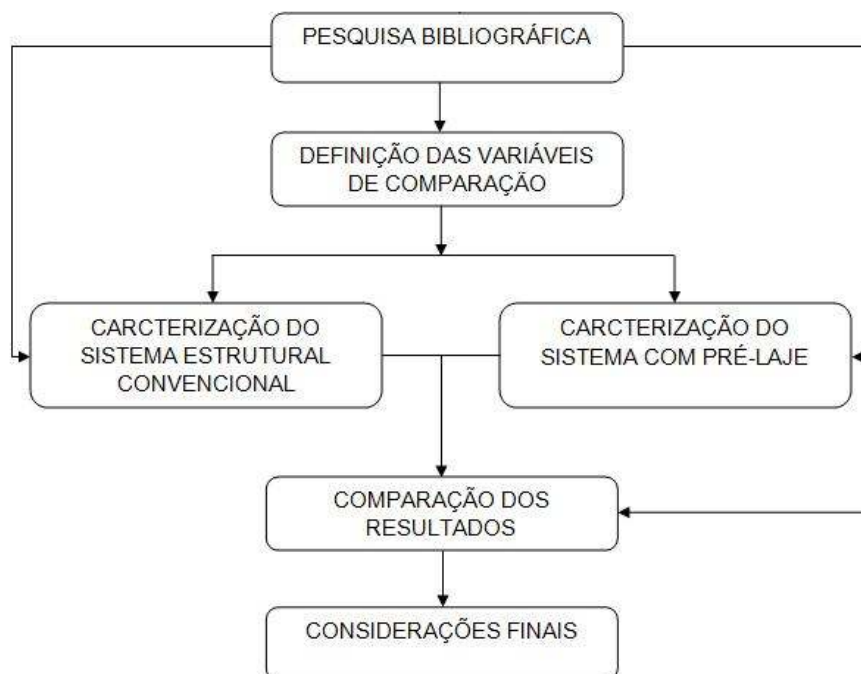 PESQUISA BIBLIOGRÁFICA
DEFINIÇÃO DAS VARIÁVEIS
DE COMPARAÇÃO
CARCTERIZAÇÃO DO
SISTEMA ESTRUTURAL
CONVENCIONAL
CARCTERIZAÇÃO DO
SISTEMA COM PRÉ-LAJE
COMPARAÇÃO DOS
RESULTADOS
CONSIDERAÇÕES FINAIS